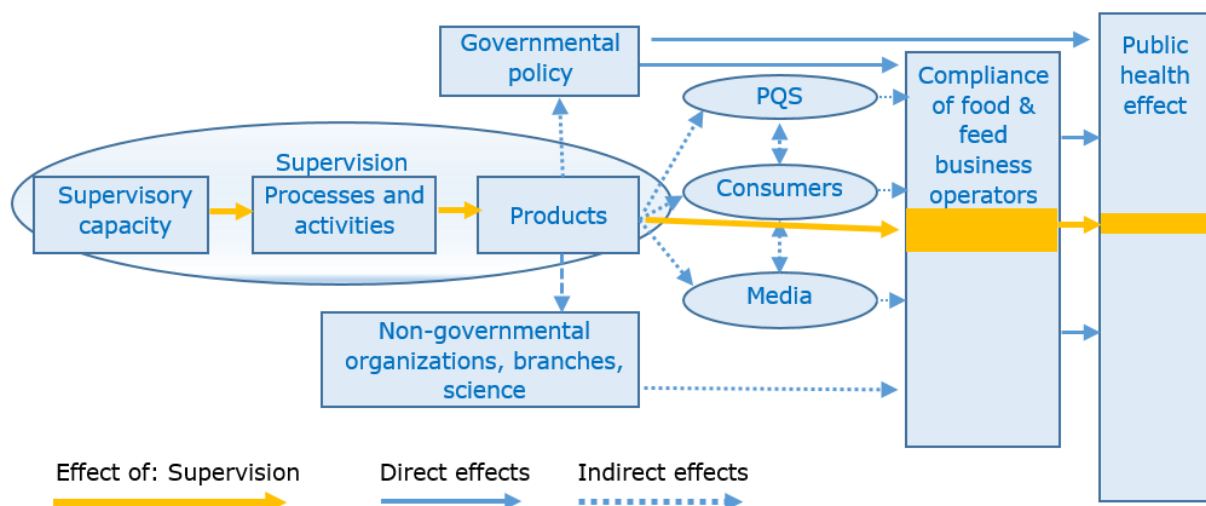 Governmental
policy
Public
health
effect
Compliance
of food &
feed
business
operators
PQS
Supervision
Supervisory
capacity
Processes and
activities
Products
Consumers
Media
Non-governmental
organizations, branches,
science
Effect of: Supervision
Direct effects
Indirect effects